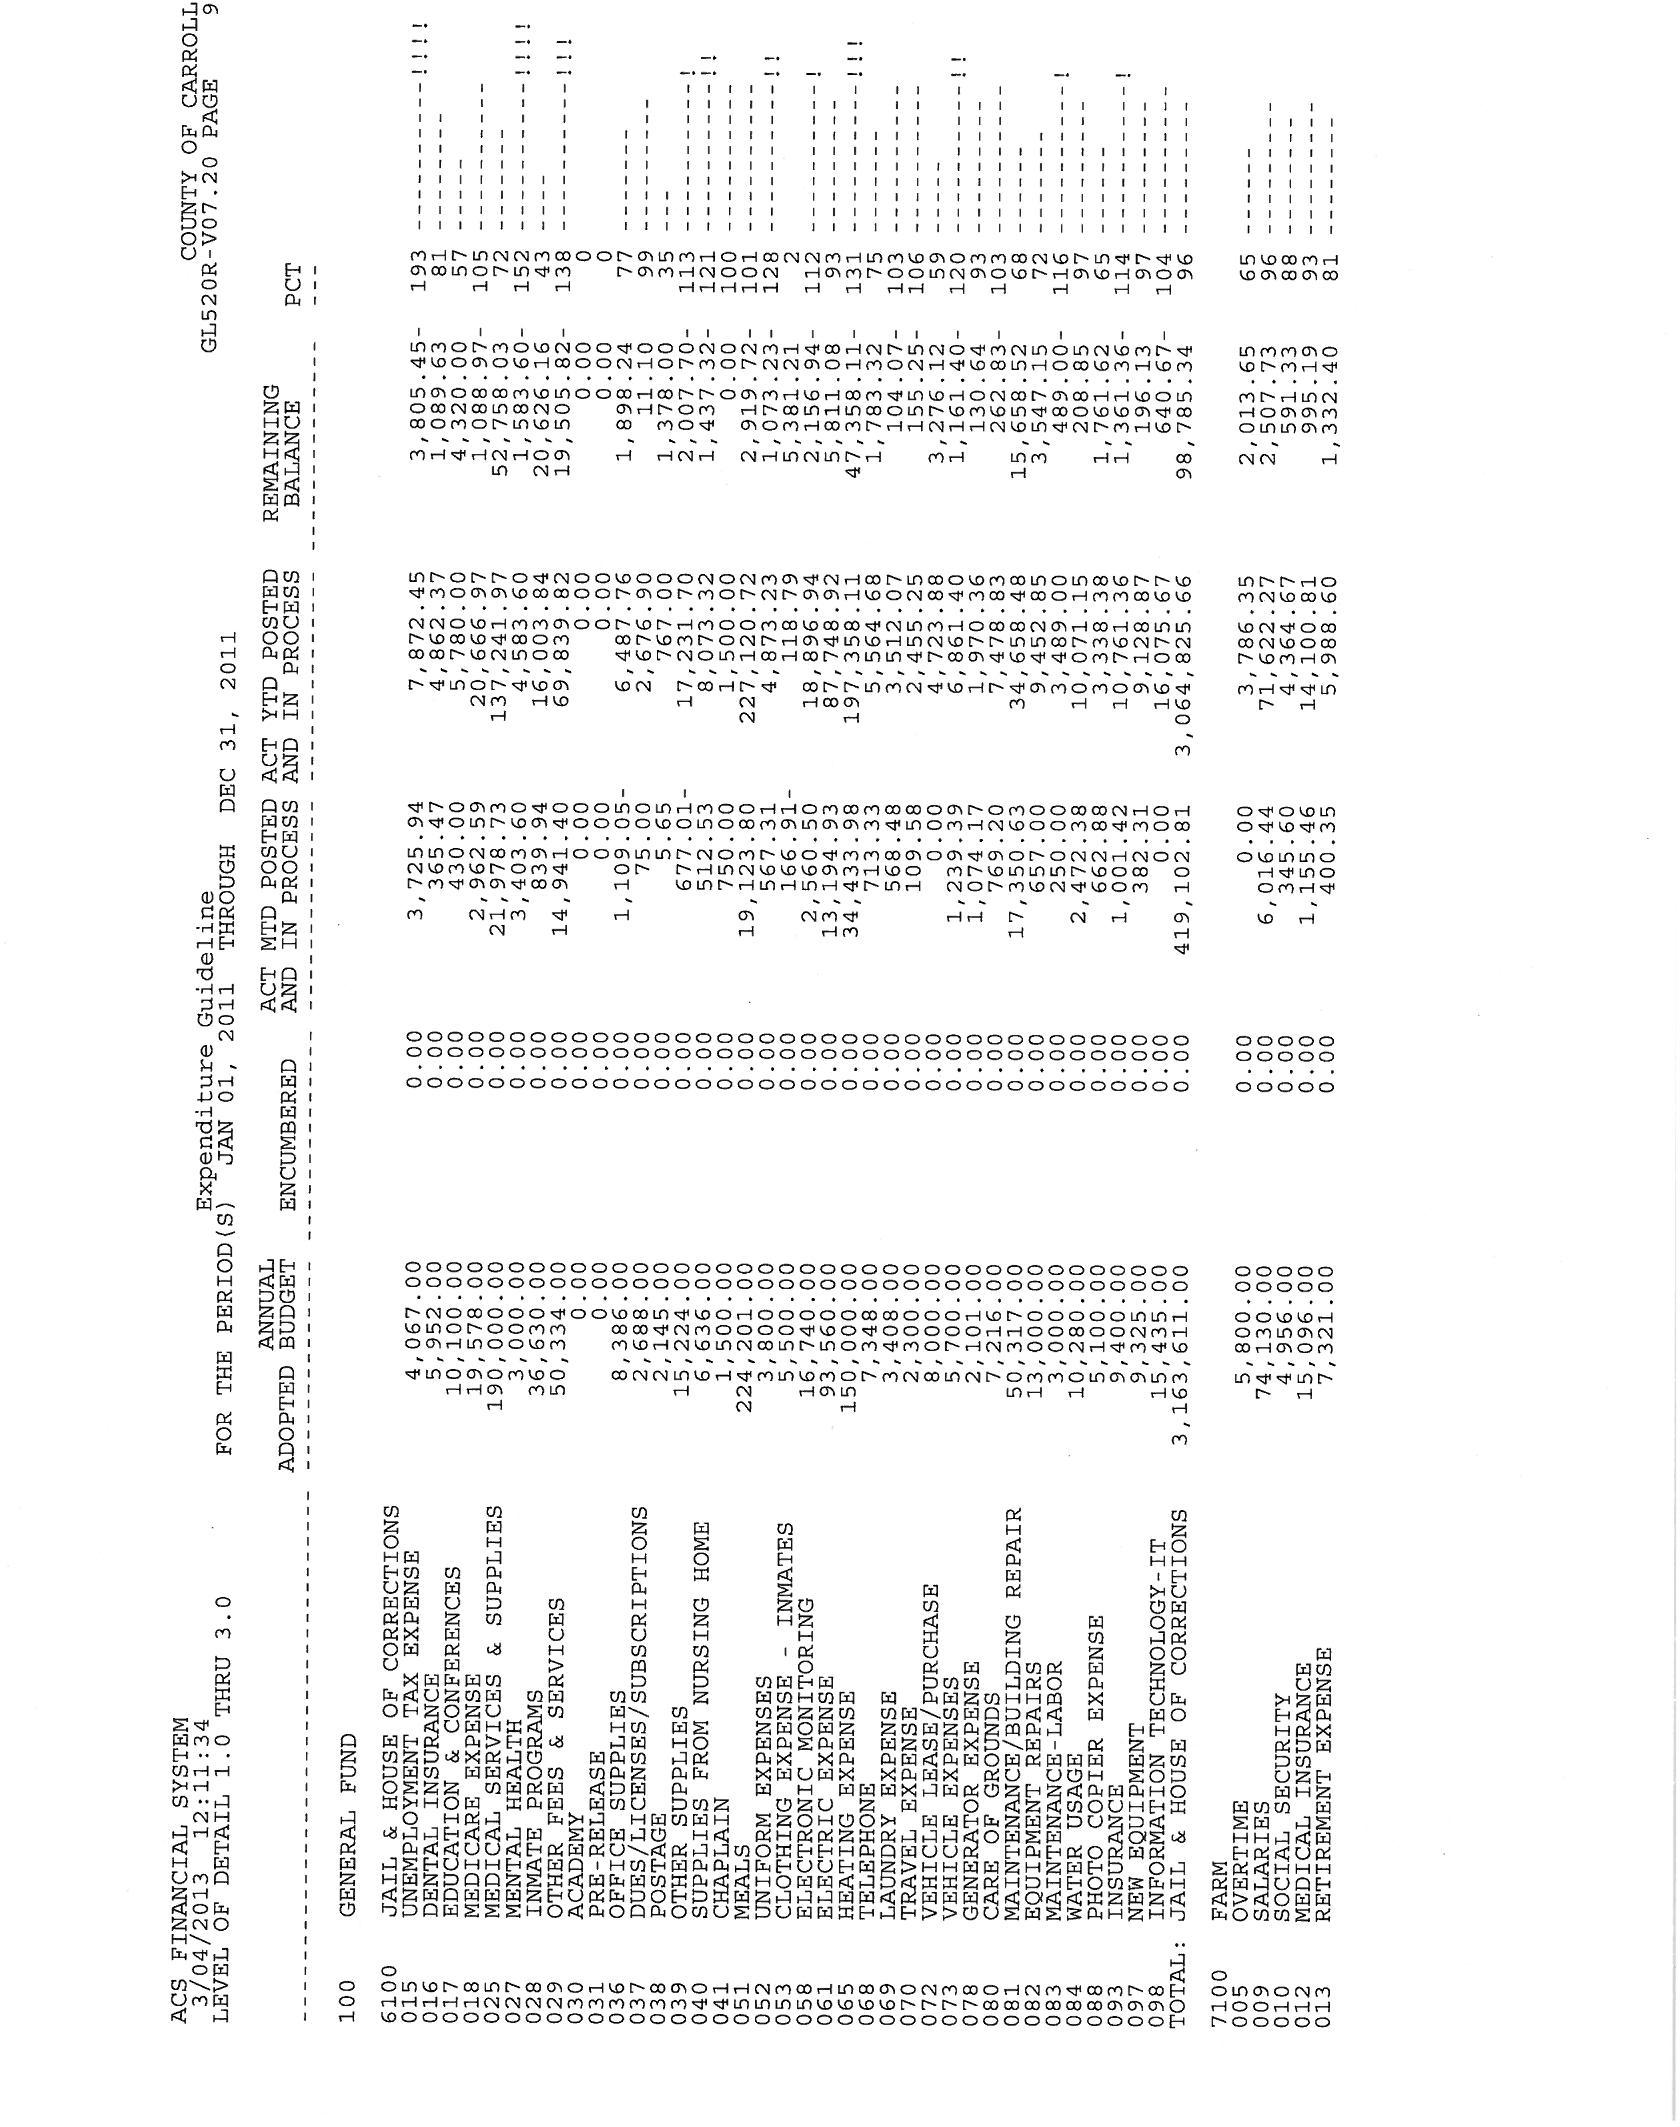 ACS FINANCIAL SYSTEM COUNTY OF CARROLL
3/04/2013 12:11:34 Expenditure Guideline GL520R-V07.20 PAGE 9
LEVEL OF DETAIL 1.0 THRU 3.0 FOR THE PERIOD(S) JAN 01, 2011 THROUGH DEC 31, 2011
ANNUAL ACT MTD POSTED ACT YTD POSTED REMAINING
ADOPTED BUDGET ENCUMBERED AND IN PROCESS AND IN PROCESS BALANCE PCT
100 GENERAL FUND
6100 JAIL & HOUSE OF CORRECTIONS
015 UNEMPLOYMENT TAX EXPENSE 4,067.00 0.00 3,725.94 7,872.45 3,805.45- 193 ----------!!!!
016 DENTAL INSURANCE 5,952.00 0.00 365.47 4,862.37 1,089.63 81 --------
017 EDUCATION & CONFERENCES 10,100.00 0.00 430.00 5,780.00 4,320.00 57 -----
018 MEDICARE EXPENSE 19,578.00 0.00 2,962.59 20,666.97 1,088.97- 105 ----------
025 MEDICAL SERVICES & SUPPLIES 190,000.00 0.00 21,978.73 137,241.97 52,758.03 72 -------
027 MENTAL HEALTH 3,000.00 0.00 3,403.60 4,583.60 1,583.60- 152 ----------!!!!
028 INMATE PROGRAMS 36,630.00 0.00 839.94 16,003.84 20,626.16 43 ----
029 OTHER FEES & SERVICES 50,334.00 0.00 14,941.40 69,839.82 19,505.82- 138 ----------!!!
030 ACADEMY 0.00 0.00 0.00 0.00 0.00 0
031 PRE-RELEASE 0.00 0.00 0.00 0.00 0.00 0
036 OFFICE SUPPLIES 8,386.00 0.00 1,109.05- 6,487.76 1,898.24 77 -------
037 DUES/LICENSES/SUBSCRIPTIONS 2,688.00 0.00 75.00 2,676.90 11.10 99 ---------
038 POSTAGE 2,145.00 0.00 5.65 767.00 1,378.00 35 ---
039 OTHER SUPPLIES 15,224.00 0.00 677.01- 17,231.70 2,007.70- 113 ----------!
040 SUPPLIES FROM NURSING HOME 6,636.00 0.00 512.53 8,073.32 1,437.32- 121 ----------!!
041 CHAPLAIN 1,500.00 0.00 750.00 1,500.00 0.00 100 ----------
051 MEALS 224,201.00 0.00 19,123.80 227,120.72 2,919.72- 101 ----------
052 UNIFORM EXPENSES 3,800.00 0.00 567.31 4,873.23 1,073.23- 128 ----------!!
053 CLOTHING EXPENSE - INMATES 5,500.00 0.00 166.91- 118.79 5,381.21 2
058 ELECTRONIC MONITORING 16,740.00 0.00 2,560.50 18,896.94 2,156.94- 112 ----------!
061 ELECTRIC EXPENSE 93,560.00 0.00 13,194.93 87,748.92 5,811.08 93 ---------
065 HEATING EXPENSE 150,000.00 0.00 34,433.98 197,358.11 47,358.11- 131 ----------!!!
068 TELEPHONE 7,348.00 0.00 713.33 5,564.68 1,783.32 75 -------
069 LAUNDRY EXPENSE 3,408.00 0.00 568.48 3,512.07 104.07- 103 ----------
070 TRAVEL EXPENSE 2,300.00 0.00 109.58 2,455.25 155.25- 106 ----------
072 VEHICLE LEASE/PURCHASE 8,000.00 0.00 0.00 4,723.88 3,276.12 59 -----
073 VEHICLE EXPENSES 5,700.00 0.00 1,239.39 6,861.40 1,161.40- 120 ----------!!
078 GENERATOR EXPENSE 2,101.00 0.00 1,074.17 1,970.36 130.64 93 ---------
080 CARE OF GROUNDS 7,216.00 0.00 769.20 7,478.83 262.83- 103 ----------
081 MAINTENANCE/BUILDING REPAIR 50,317.00 0.00 17,350.63 34,658.48 15,658.52 68 ------
082 EQUIPMENT REPAIRS 13,000.00 0.00 657.00 9,452.85 3,547.15 72 -------
083 MAINTENANCE-LABOR 3,000.00 0.00 250.00 3,489.00 489.00- 116 ----------!
084 WATER USAGE 10,280.00 0.00 2,472.38 10,071.15 208.85 97 ---------
088 PHOTO COPIER EXPENSE 5,100.00 0.00 662.88 3,338.38 1,761.62 65 ------
093 INSURANCE 9,400.00 0.00 1,001.42 10,761.36 1,361.36- 114 ----------!
097 NEW EQUIPMENT 9,325.00 0.00 382.31 9,128.87 196.13 97 ---------
098 INFORMATION TECHNOLOGY-IT 15,435.00 0.00 0.00 16,075.67 640.67- 104 ----------
TOTAL: JAIL & HOUSE OF CORRECTIONS 3,163,611.00 0.00 419,102.81 3,064,825.66 98,785.34 96 ---------
7100 FARM
005 OVERTIME 5,800.00 0.00 0.00 3,786.35 2,013.65 65 ------
009 SALARIES 74,130.00 0.00 6,016.44 71,622.27 2,507.73 96 ---------
010 SOCIAL SECURITY 4,956.00 0.00 345.60 4,364.67 591.33 88 --------
012 MEDICAL INSURANCE 15,096.00 0.00 1,155.46 14,100.81 995.19 93 ---------
013 RETIREMENT EXPENSE 7,321.00 0.00 400.35 5,988.60 1,332.40 81 --------